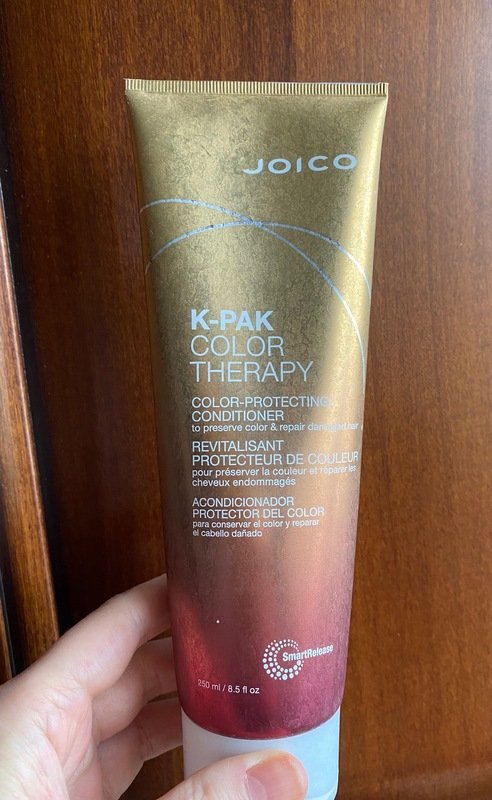 JOICO
K-PAK
COLOR
THERAPY
COLOR-PROTECTING
CONDITIONER
to preserve color & repair damaged hair
REVITALISANT
PROTECTEUR DE COULEUR
pour préserver la couleur et réparer les
cheveux endommagés
ACONDICIONADOR
PROTECTOR DEL COLOR
para conservar el color y reparar
el cabello dañado
SmartRelease
250 ml / 8.5 fl oz